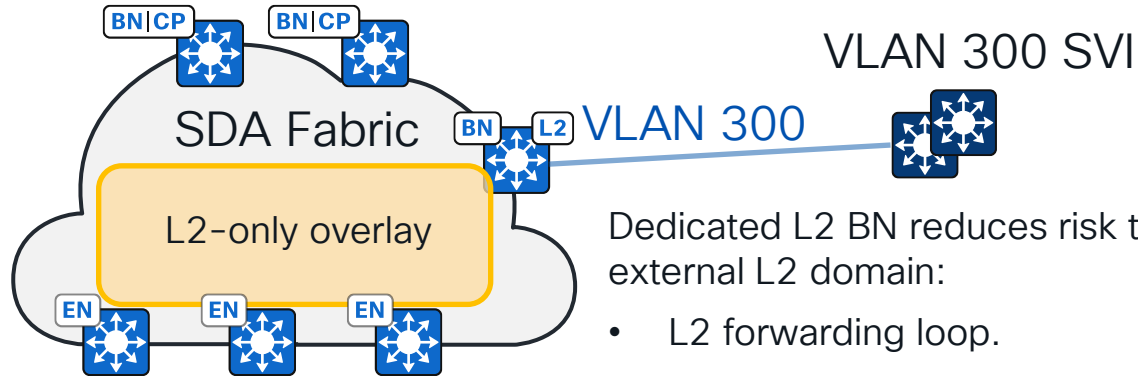 BN|CP
BN|CP
VLAN 300 SVI
SDA Fabric
BN
L2
VLAN 300
L2-only overlay
Dedicated L2 BN reduces risk
external L2 domain:
EN
EN
EN
• L2 forwarding loop.